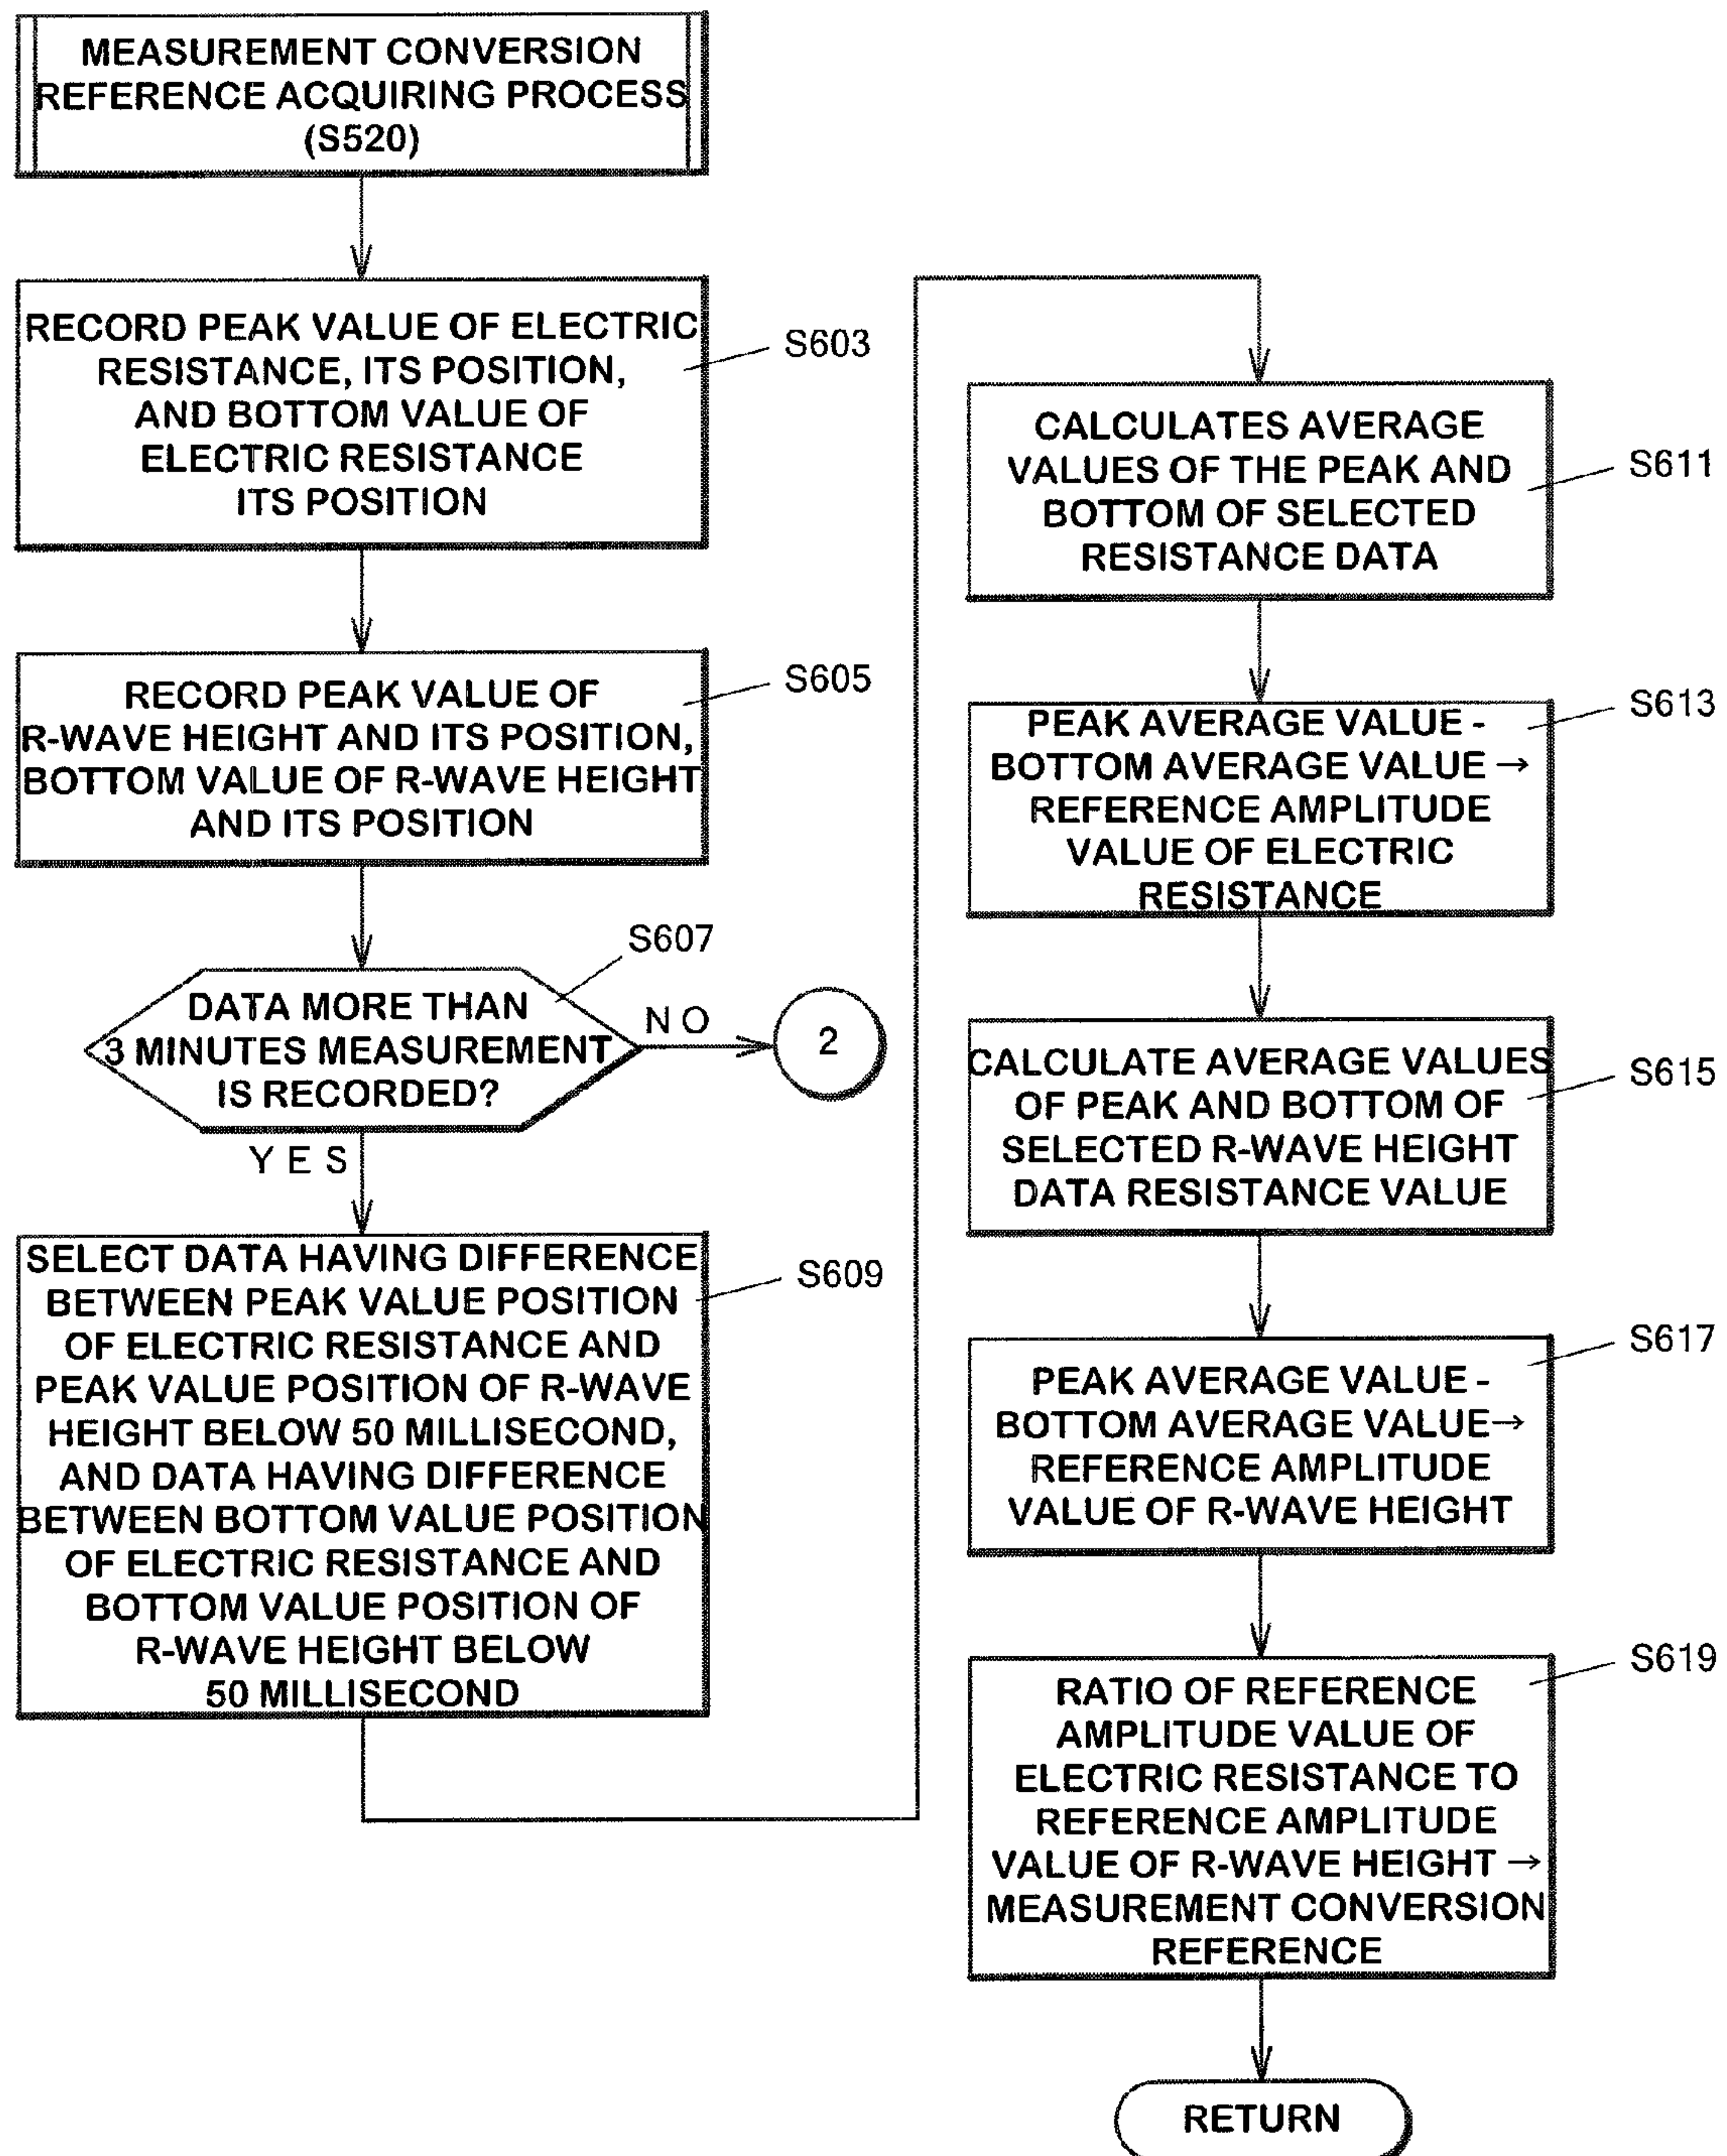 MEASUREMENT CONVERSION
REFERENCE ACQUIRING PROCESS
(S520)
RECORD PEAK VALUE OF ELECTRIC
RESISTANCE, ITS POSITION,
AND BOTTOM VALUE OF
ELECTRIC RESISTANCE
ITS POSITION
S603
RECORD PEAK VALUE OF
R-WAVE HEIGHT AND ITS POSITION,
BOTTOM VALUE OF R-WAVE HEIGHT
AND ITS POSITION
S605
DATA MORE THAN
3 MINUTES MEASUREMENT
IS RECORDED?
S607
NO
2
YES
SELECT DATA HAVING DIFFERENCE
BETWEEN PEAK VALUE POSITION
OF ELECTRIC RESISTANCE AND
PEAK VALUE POSITION OF R-WAVE
HEIGHT BELOW 50 MILLISECOND,
AND DATA HAVING DIFFERENCE
BETWEEN BOTTOM VALUE POSITION
OF ELECTRIC RESISTANCE AND
BOTTOM VALUE POSITION OF
R-WAVE HEIGHT BELOW
50 MILLISECOND
S609
CALCULATES AVERAGE
VALUES OF THE PEAK AND
BOTTOM OF SELECTED
RESISTANCE DATA
S611
PEAK AVERAGE VALUE -
BOTTOM AVERAGE VALUE →
REFERENCE AMPLITUDE
VALUE OF ELECTRIC
RESISTANCE
S613
CALCULATE AVERAGE VALUES
OF PEAK AND BOTTOM OF
SELECTED R-WAVE HEIGHT
DATA RESISTANCE VALUE
S615
PEAK AVERAGE VALUE -
BOTTOM AVERAGE VALUE→
REFERENCE AMPLITUDE
VALUE OF R-WAVE HEIGHT
S617
RATIO OF REFERENCE
AMPLITUDE VALUE OF
ELECTRIC RESISTANCE TO
REFERENCE AMPLITUDE
VALUE OF R-WAVE HEIGHT →
MEASUREMENT CONVERSION
REFERENCE
S619
RETURN